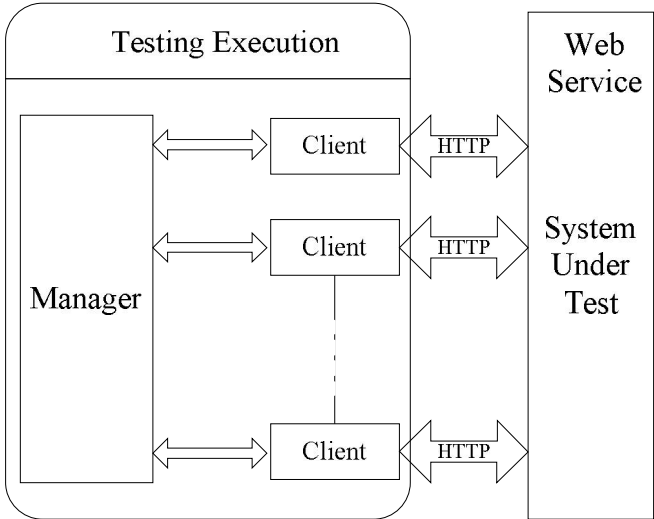 Testing Execution
Web
Service
Client
HTTP
Client
HTTP
System
Under
Test
Manager
Client
HTTP